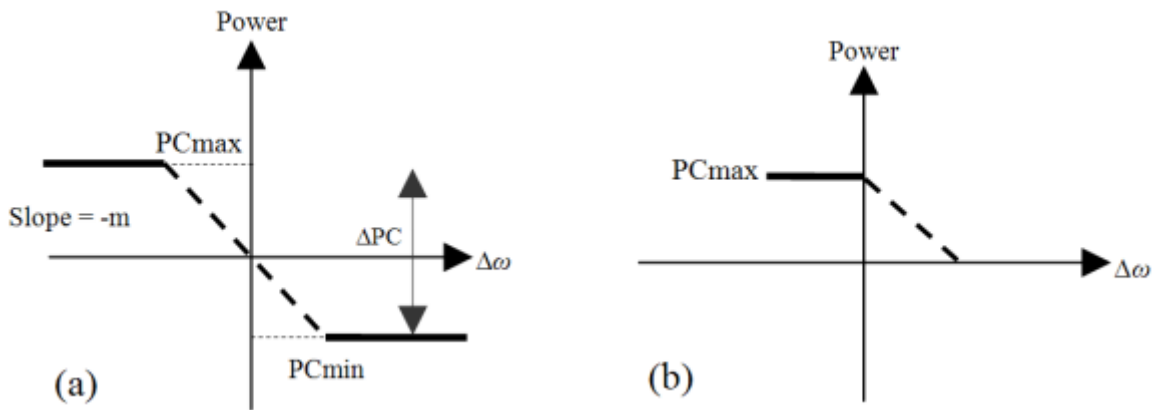 Power
PCmax
Slope = -m
ΔPC
Δω
PCmin
(a)
Power
PCmax
Δω
(b)